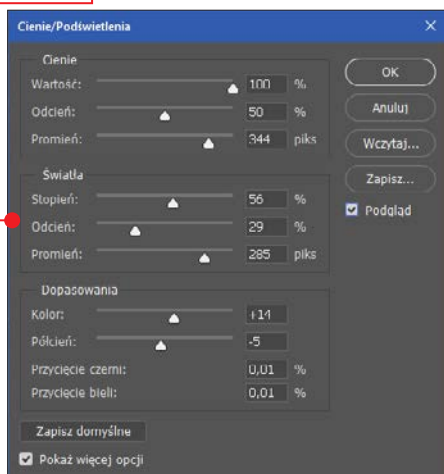 Cienie/Podświetlenia
Cienie
Wartość: 100 %
Odcień: 50 %
Promień: 344 piks
Światła
Stopień: 56 %
Odcień: 29 %
Promień: 285 piks
Dopasowania
Kolor: +14
Półcień: -5
Przycięcie czerni: 0,01 %
Przycięcie bieli: 0,01 %
Zapisz domyślne
Pokaż więcej opcji
OK
Anuluj
Wczytaj...
Zapisz...
Podgląd